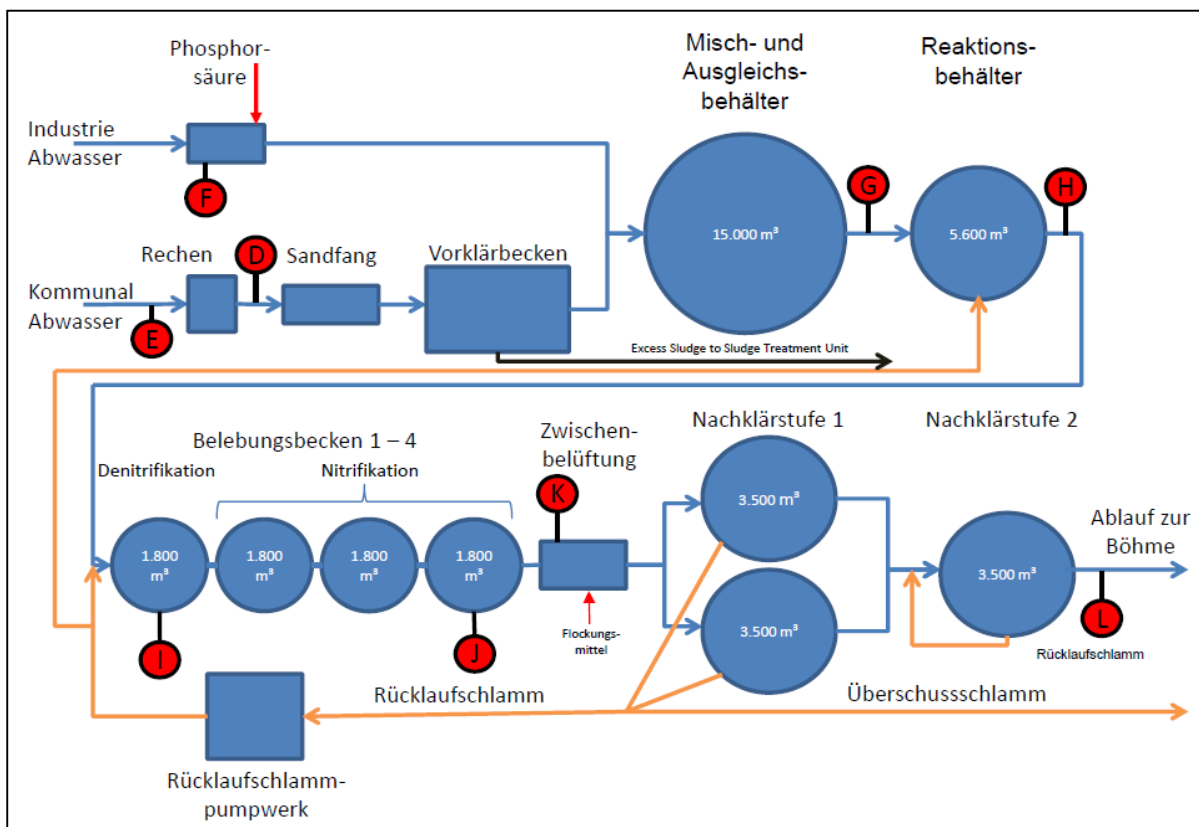 Phosphor-
säure
Misch- und
Ausgleichs-
behälter
Reaktions-
behälter
Industrie
Abwasser
F
G
H
15.000 m³
5.600 m³
Rechen
D
Sandfang
Vorklärbecken
Kommunal
Abwasser
E
Excess Sludge to Sludge Treatment Unit
Belebungsbecken 1 – 4
Denitrifikation
Nitrifikation
Zwischen-
belüftung
Nachklärstufe 1
Nachklärstufe 2
K
3.500 m³
1.800
m³
1.800
m³
1.800
m³
1.800
m³
3.500 m³
Ablauf zur
Böhme
3.500 m³
Flockungs-
mittel
I
J
L
Rücklaufschlamm
Rücklaufschlamm
Überschussschlamm
Rücklaufschlamm-
pumpwerk